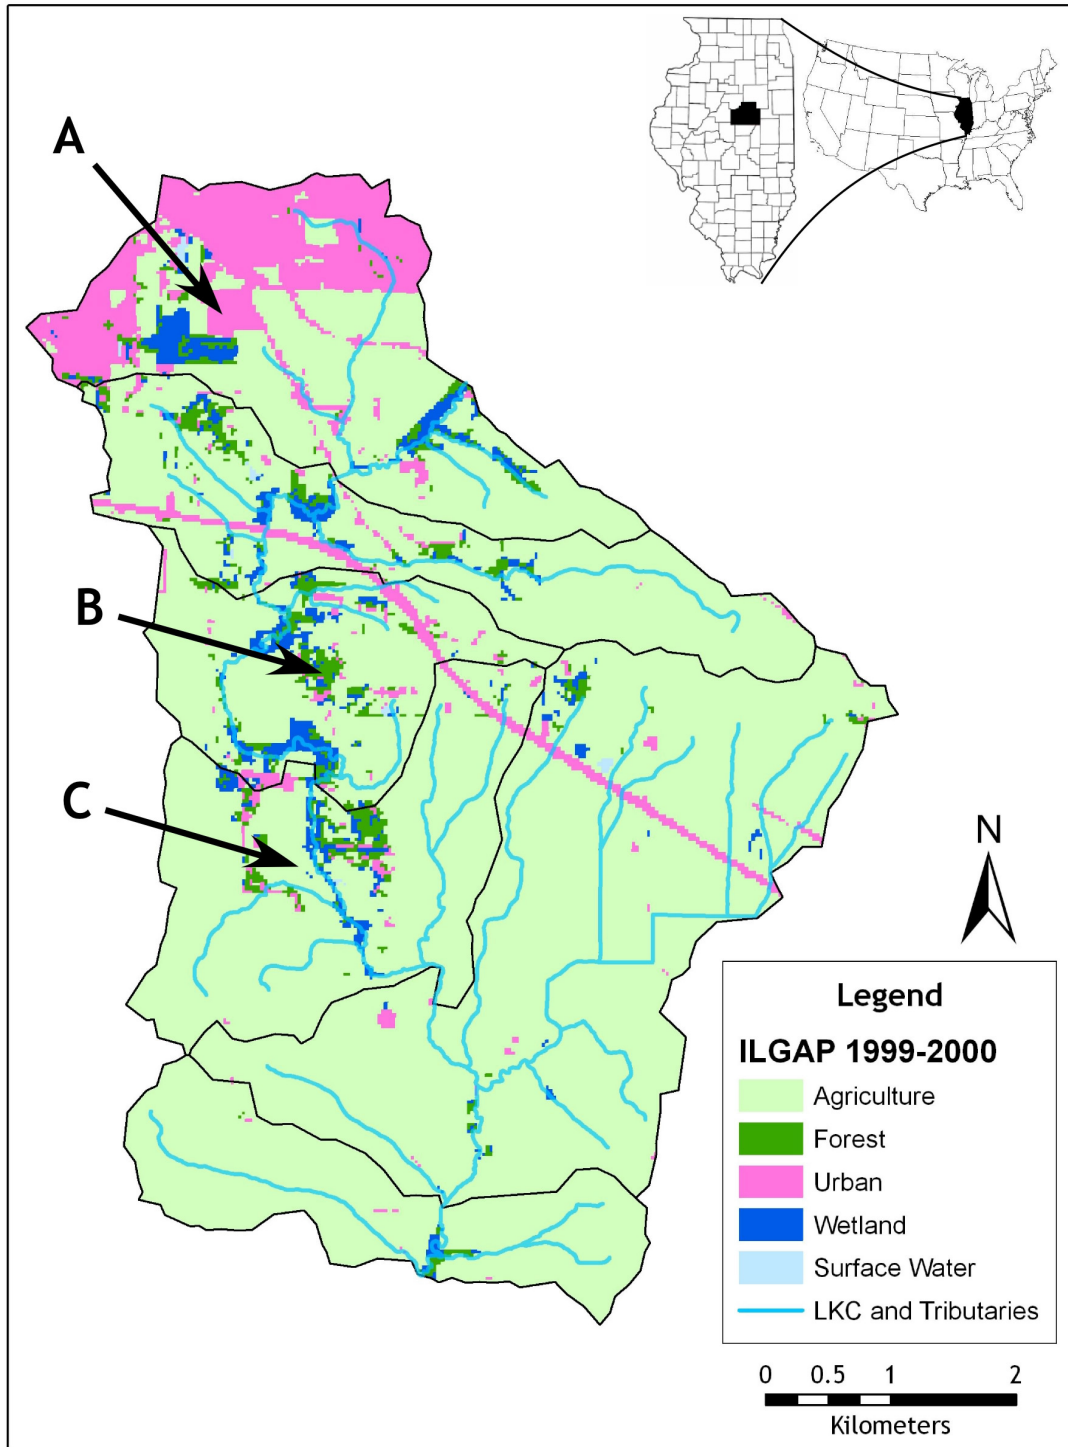 A
B
C
N
Legend
ILGAP 1999-2000
Agriculture
Forest
Urban
Wetland
Surface Water
LKC and Tributaries
0 0.5 1 2
Kilometers